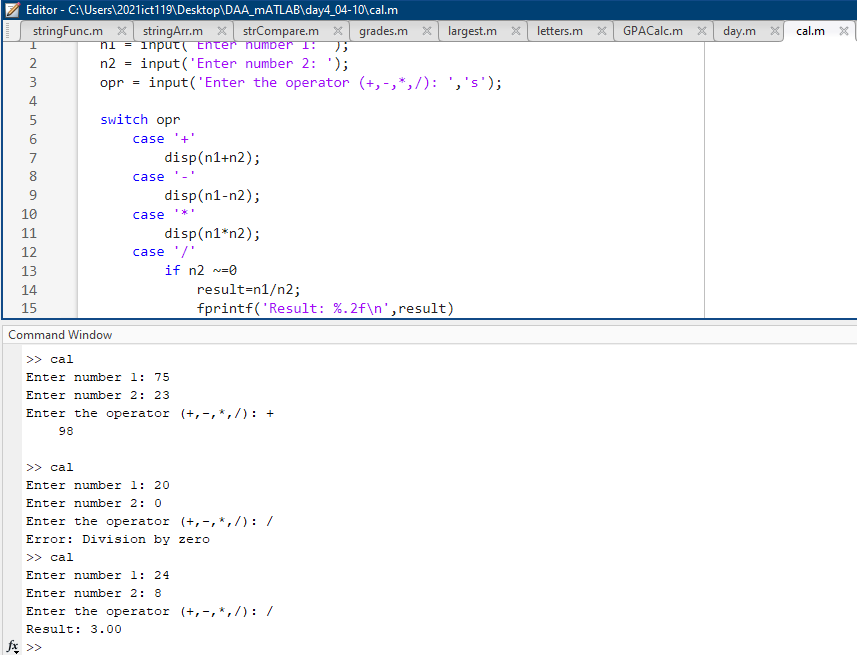 Editor - C:\Users\2021ict119\Desktop\DAA_mATLAB\day4_04-10\cal.m
stringFunc.m stringArr.m strCompare.m grades.m largest.m letters.m GPACalc.m day.m cal.m
1 n1 = input('Enter number 1: ');
2 n2 = input('Enter number 2: ');
3 opr = input('Enter the operator (+,-,*,/): ','s');
4
5 switch opr
6 case '+'
7 disp(n1+n2);
8 case '-'
9 disp(n1-n2);
10 case '*'
11 disp(n1*n2);
12 case '/'
13 if n2 ~=0
14 result=n1/n2;
15 fprintf('Result: %.2f\n',result)
Command Window
>> cal
Enter number 1: 75
Enter number 2: 23
Enter the operator (+,-,*,/): +
98
>> cal
Enter number 1: 20
Enter number 2: 0
Enter the operator (+,-,*,/): /
Error: Division by zero
>> cal
Enter number 1: 24
Enter number 2: 8
Enter the operator (+,-,*,/): /
Result: 3.00
fx >>